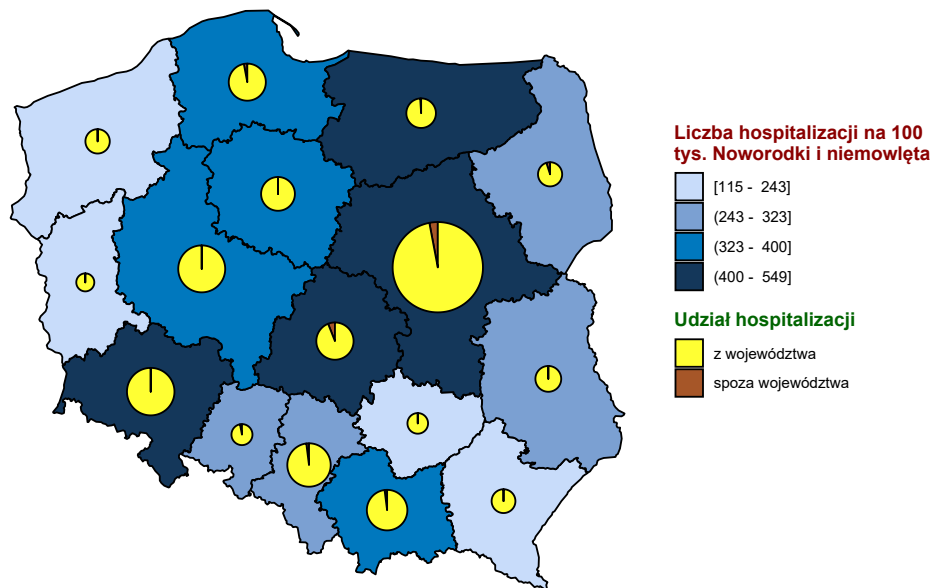 Liczba hospitalizacji na 100
tys. Noworodki i niemowlęta
[115 - 243]
(243 - 323]
(323 - 400]
(400 - 549]
Udział hospitalizacji
z województwa
spoza województwa